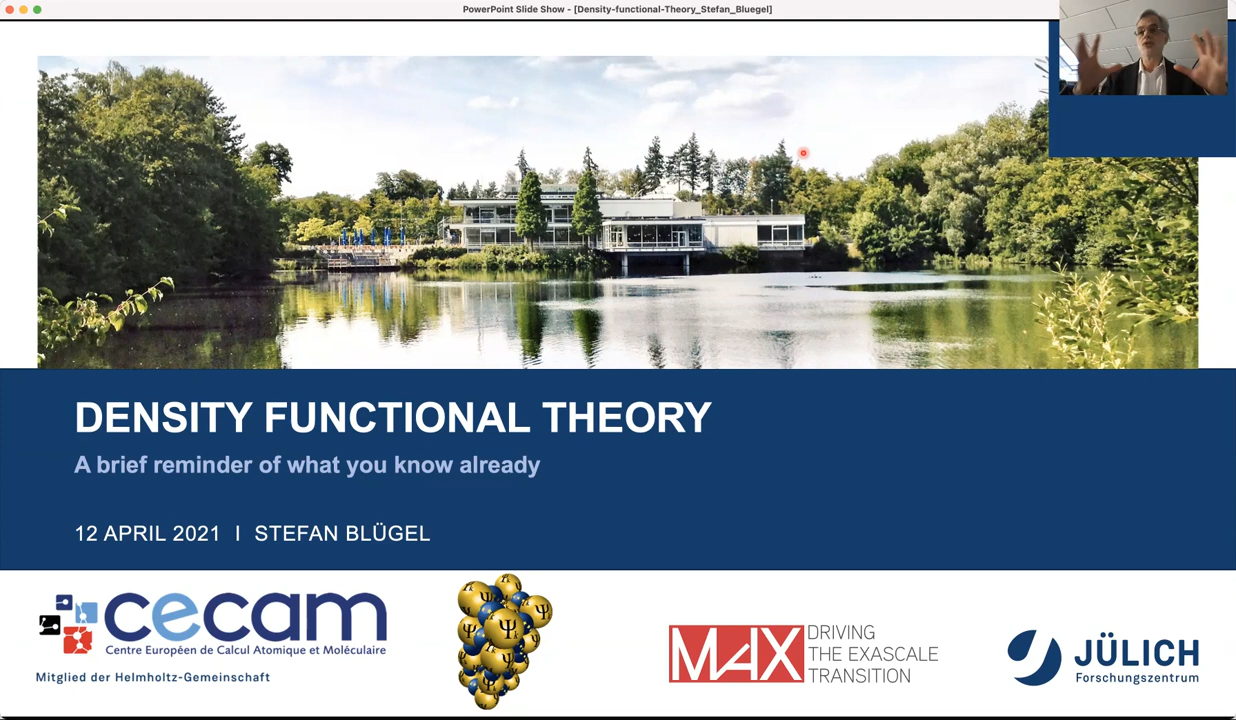 PowerPoint Slide Show - [Density-functional-Theory_Stefan_Bluegel]
DENSITY FUNCTIONAL THEORY
A brief reminder of what you know already
12 APRIL 2021 I STEFAN BLÜGEL
cecam
Centre Européen de Calcul Atomique et Moléculaire
Mitglied der Helmholtz-Gemeinschaft
Ψk
MAX
DRIVING
THE EXASCALE
TRANSITION
JÜLICH
Forschungszentrum